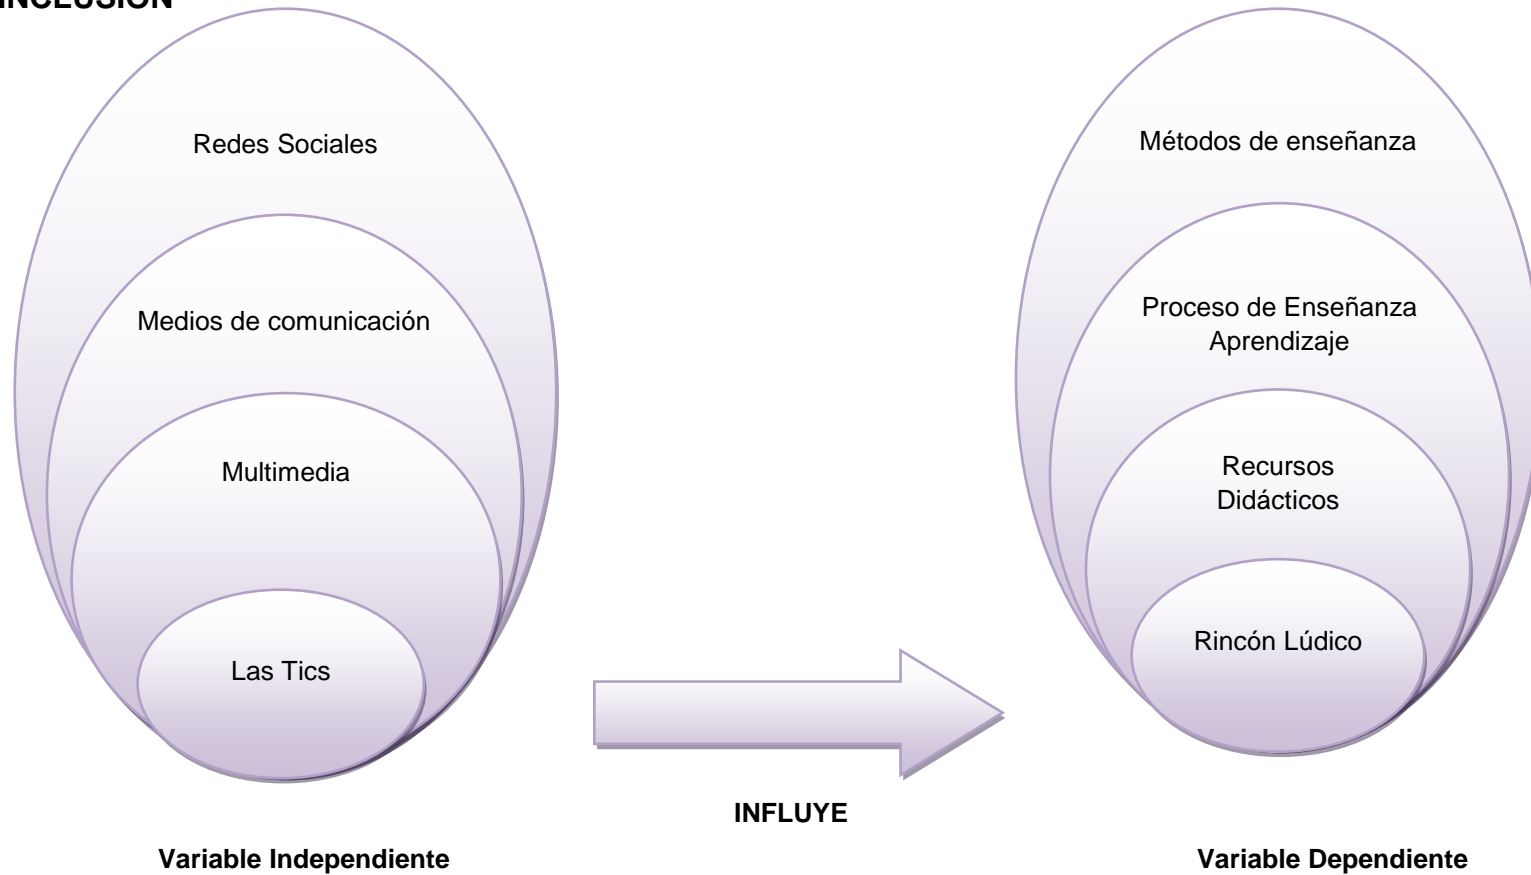 INCLUSIÓN
Redes Sociales
Medios de comunicación
Multimedia
Las Tics
Métodos de enseñanza
Proceso de Enseñanza
Aprendizaje
Recursos
Didácticos
Rincón Lúdico
INFLUYE
Variable Independiente
Variable Dependiente